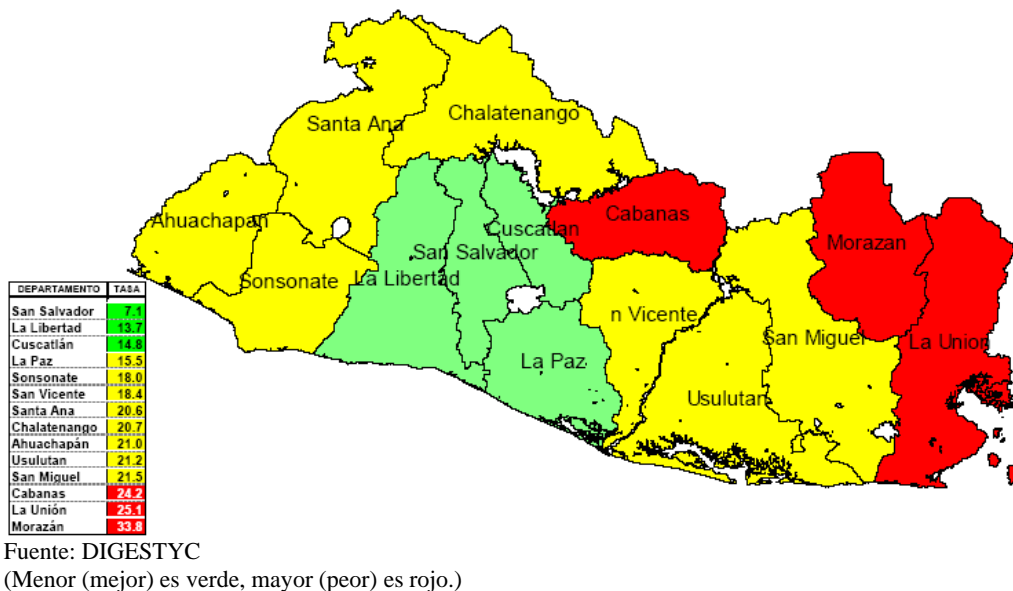 Chalatenango
Santa Ana
Ahuachapan
Cabanas
Cuscatlan
Morazan
San Salvador
Sonsonate
La Libertad
n Vicente
San Miguel
La Union
La Paz
Usulutan
DEPARTAMENTO TASA
San Salvador 7.1
La Libertad 13.7
Cuscatlán 14.8
La Paz 15.5
Sonsonate 18.0
San Vicente 18.4
Santa Ana 20.6
Chalatenango 20.7
Ahuachapán 21.0
Usulutan 21.2
San Miguel 21.5
Cabanas 24.2
La Unión 25.1
Morazán 33.8
Fuente: DIGESTYC
(Menor (mejor) es verde, mayor (peor) es rojo.)